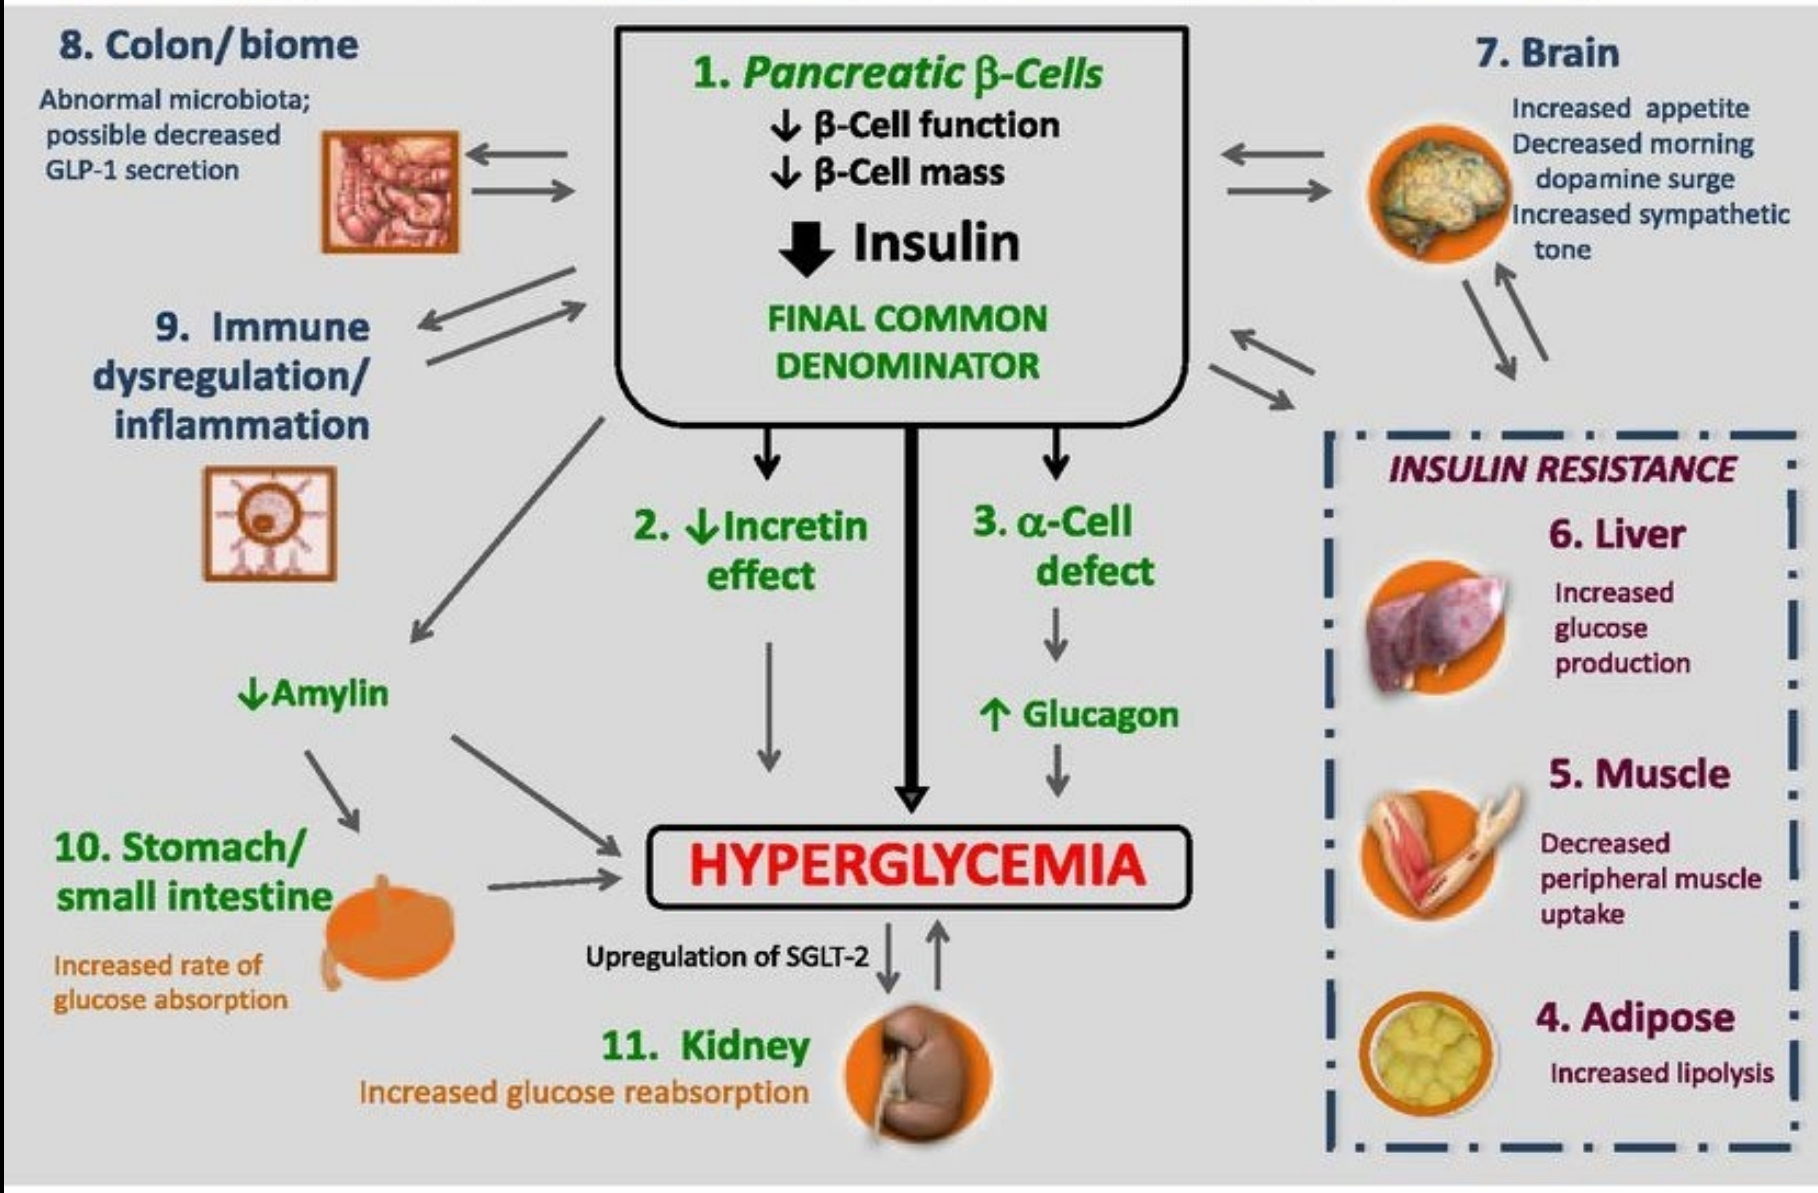 8. Colon/biome
Abnormal microbiota;
possible decreased
GLP-1 secretion
1. Pancreatic β-Cells
↓ β-Cell function
↓ β-Cell mass
↓ Insulin
FINAL COMMON
DENOMINATOR
7. Brain
Increased appetite
Decreased morning
dopamine surge
Increased sympathetic
tone
9. Immune
dysregulation/
inflammation
2. ↓Incretin
effect
3. α-Cell
defect
↑ Glucagon
↓Amylin
INSULIN RESISTANCE
6. Liver
Increased
glucose
production
5. Muscle
Decreased
peripheral muscle
uptake
4. Adipose
Increased lipolysis
10. Stomach/
small intestine
Increased rate of
glucose absorption
HYPERGLYCEMIA
Upregulation of SGLT-2
11. Kidney
Increased glucose reabsorption